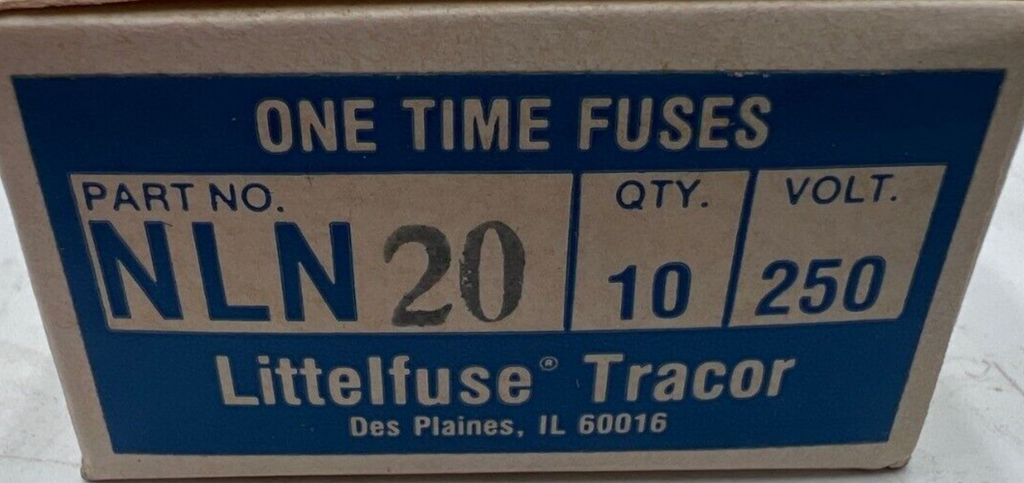 ONE TIME FUSES
PART NO. QTY. VOLT.
NLN 20 10 250
Littelfuse® Tracor
Des Plaines, IL 60016